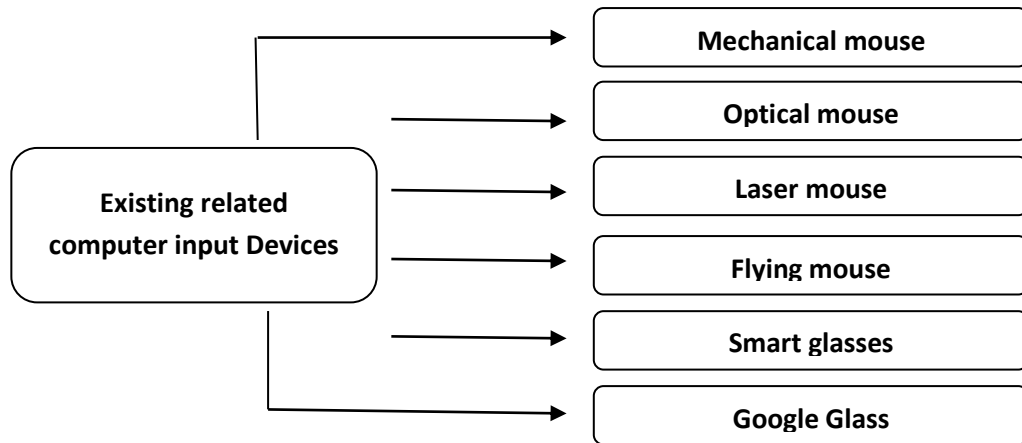 Mechanical mouse
Optical mouse
Existing related
computer input Devices
Laser mouse
Flying mouse
Smart glasses
Google Glass